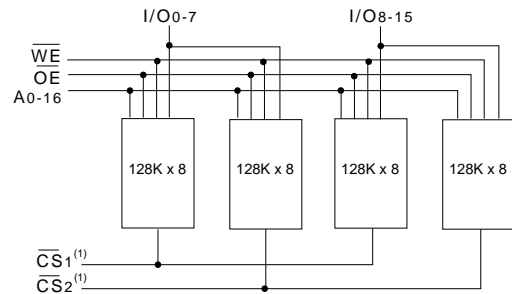 I/O0-7 I/O8-15
WE
OE
A0-16
128K x 8 128K x 8 128K x 8 128K x 8
CS1(1)
CS2(1)